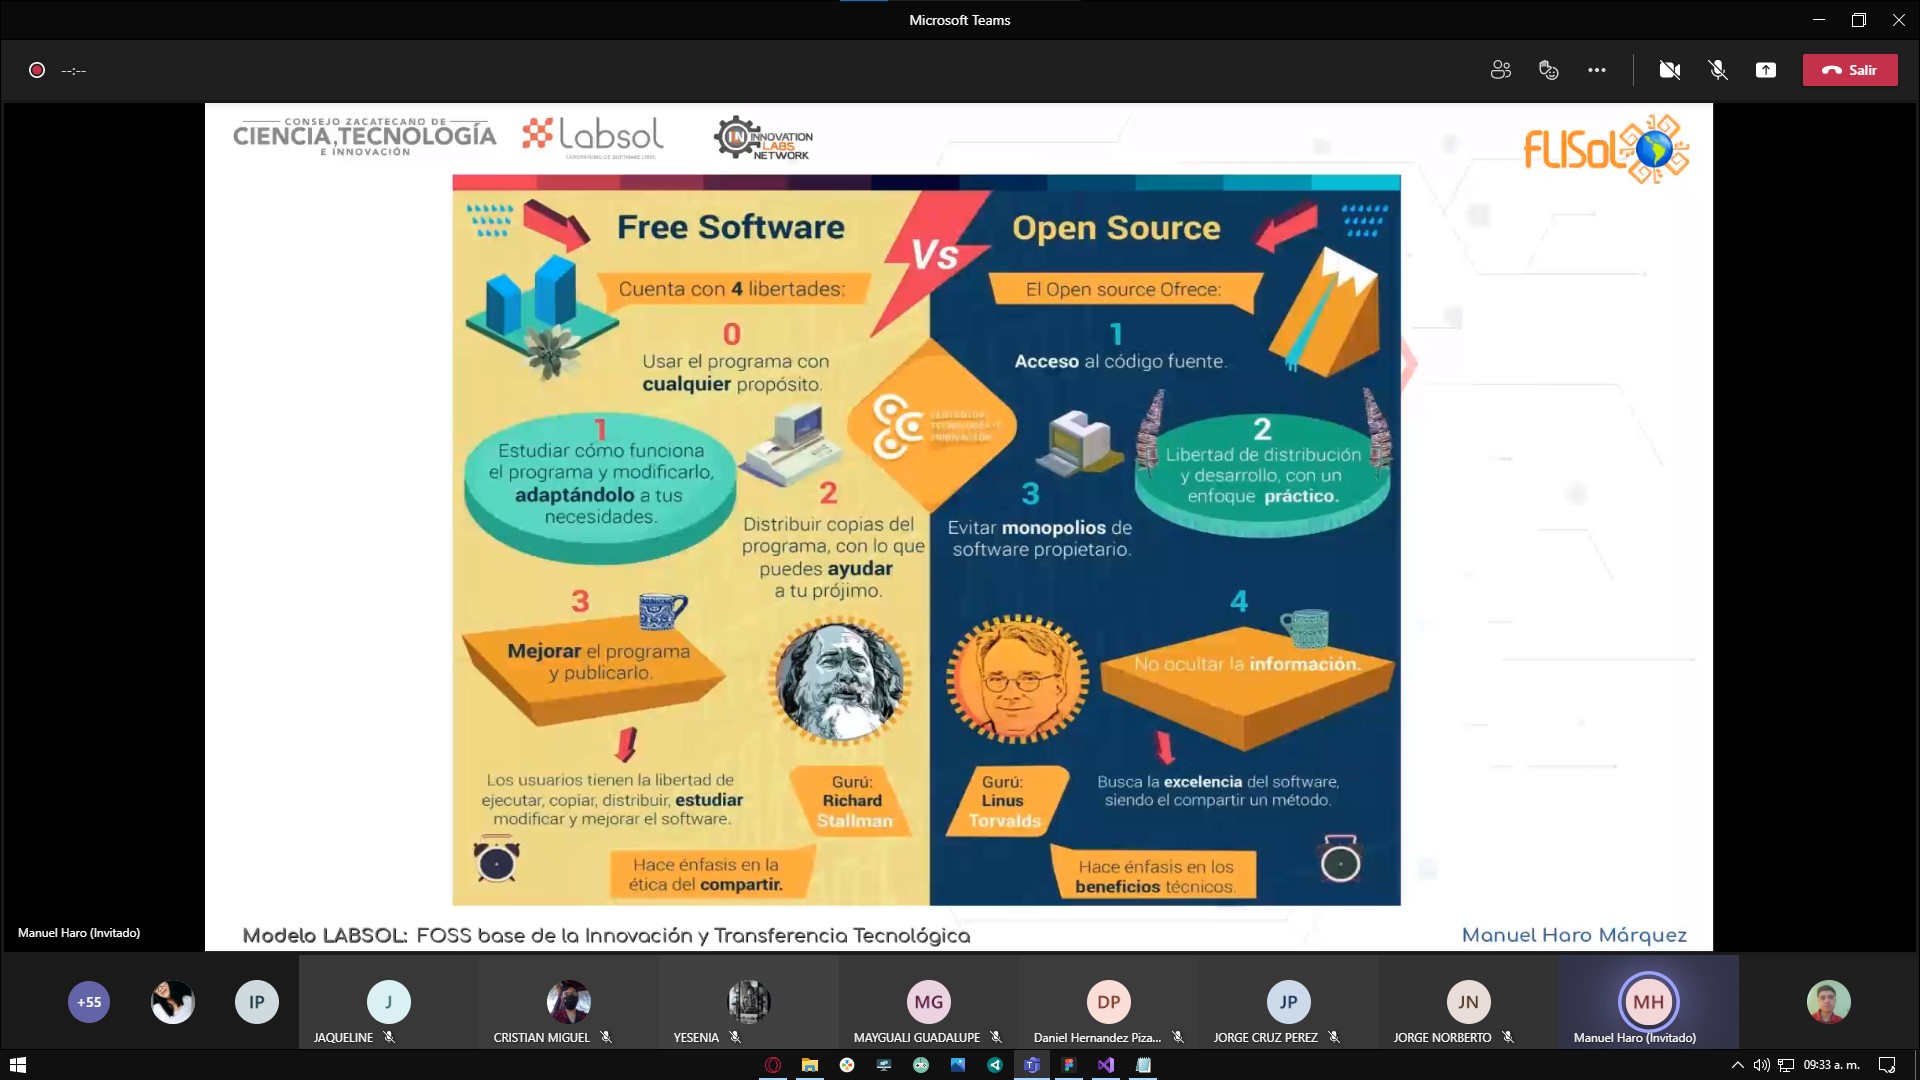 Microsoft Teams
--:--
Salir
CONSEJO ZACATECANO DE
CIENCIA, TECNOLOGÍA
E INNOVACIÓN
Labsol
LABORATORIO DE SOFTWARE LIBRE
IN INNOVATION
LABS
NETWORK
FLISoL
Free Software
Vs
Open Source
Cuenta con 4 libertades:
0
Usar el programa con
cualquier propósito.
1
Estudiar cómo funciona
el programa y modificarlo,
adaptándolo a tus
necesidades.
2
Distribuir copias del
programa, con lo que
puedes ayudar
a tu prójimo.
3
Mejorar el programa
y publicarlo.
Los usuarios tienen la libertad de
ejecutar, copiar, distribuir, estudiar
modificar y mejorar el software.
Gurú:
Richard
Stallman
Hace énfasis en la
ética del compartir.
El Open source Ofrece:
1
Acceso al código fuente.
2
Libertad de distribución
y desarrollo, con un
enfoque práctico.
3
Evitar monopolios de
software propietario.
4
No ocultar la información.
Gurú:
Linus
Torvalds
Busca la excelencia del software,
siendo el compartir un método.
Hace énfasis en los
beneficios técnicos.
Manuel Haro (Invitado)
Modelo LABSOL: FOSS base de la Innovación y Transferencia Tecnológica
Manuel Haro Márquez
+55
IP
J
JAQUELINE
CRISTIAN MIGUEL
YESENIA
MG
MAYGUALI GUADALUPE
DP
Daniel Hernandez Piza...
JP
JORGE CRUZ PEREZ
JN
JORGE NORBERTO
MH
Manuel Haro (Invitado)
09:33 a. m.